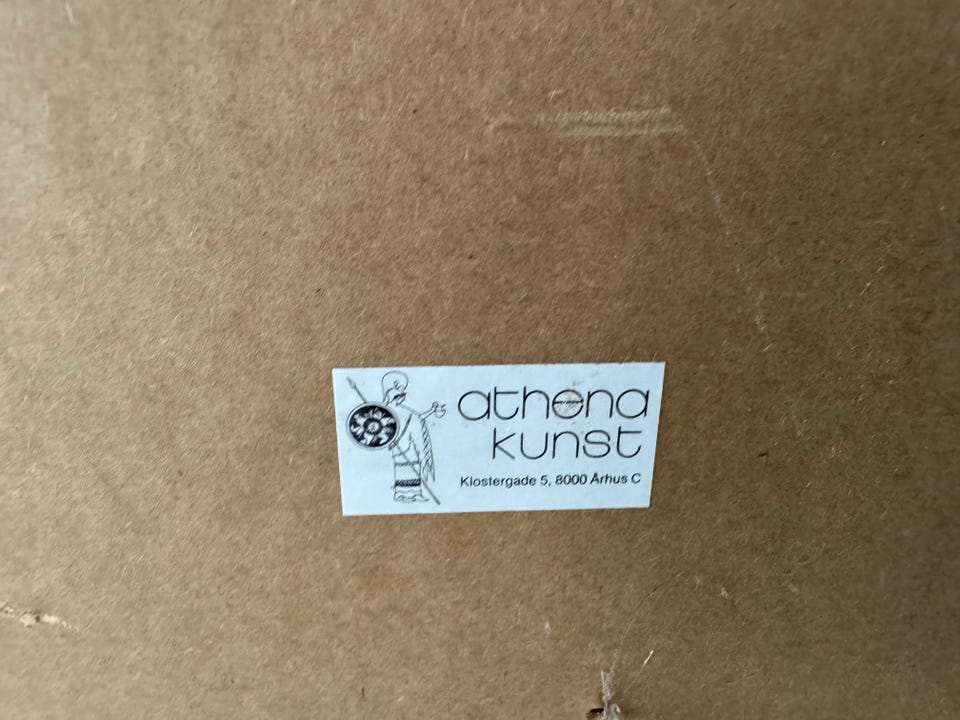 athena
kunst
Klostergade 5, 8000 Århus C